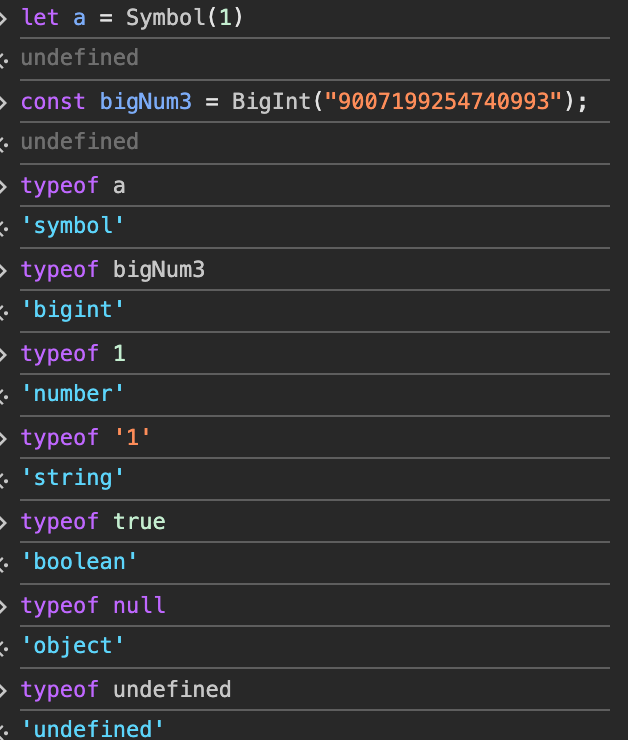 let a = Symbol(1)
undefined
const bigNum3 = BigInt("9007199254740993");
undefined
typeof a
'symbol'
typeof bigNum3
'bigint'
typeof 1
'number'
typeof '1'
'string'
typeof true
'boolean'
typeof null
'object'
typeof undefined
'undefined'